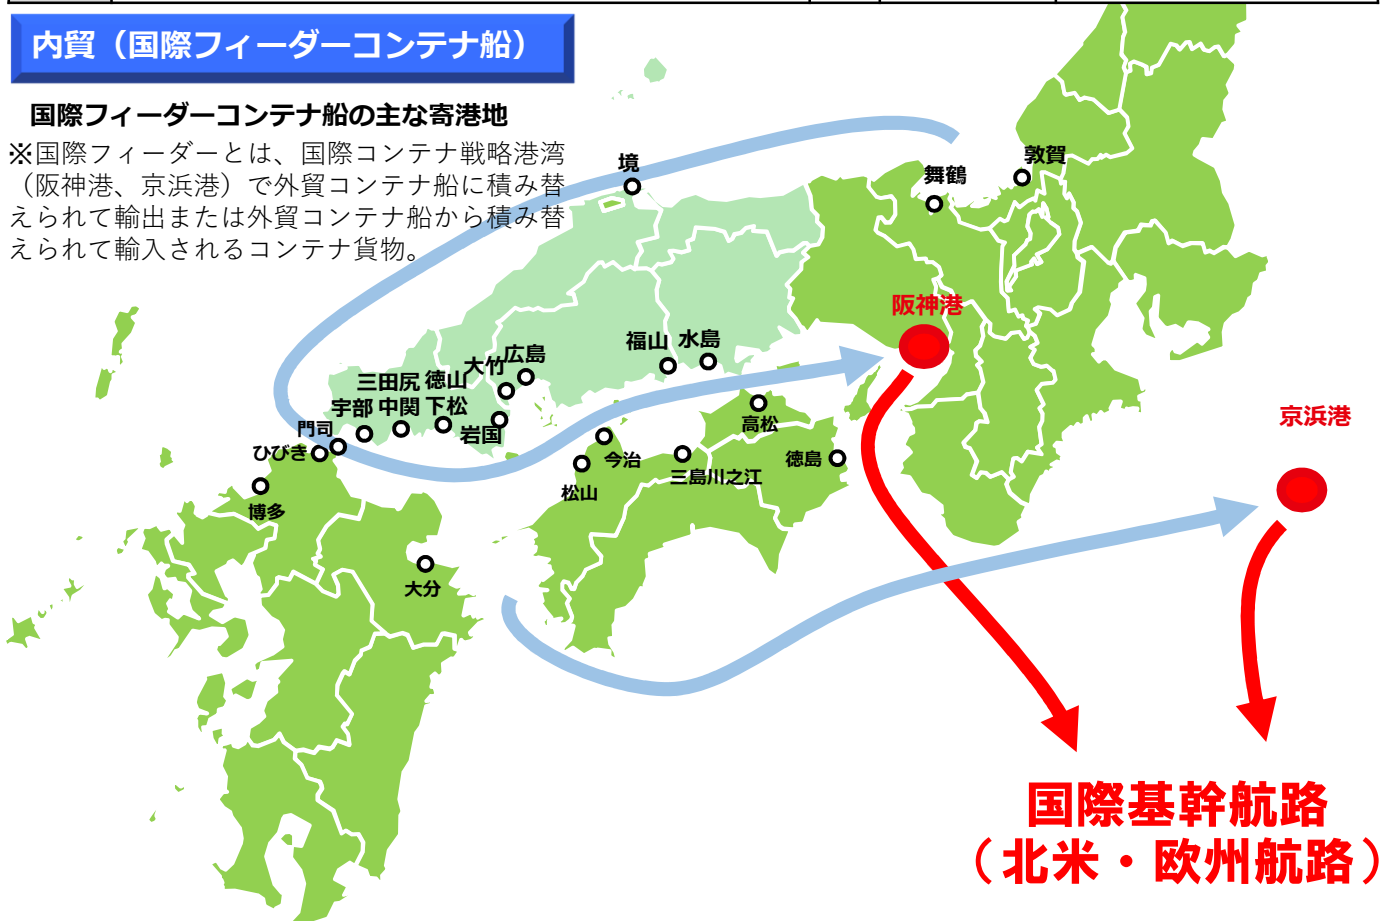 内貿（国際フィーダーコンテナ船）
国際フィーダーコンテナ船の主な寄港地
※国際フィーダーとは、国際コンテナ戦略港湾
（阪神港、京浜港）で外貿コンテナ船に積み替
えられて輸出または外貿コンテナ船から積み替
えられて輸入されるコンテナ貨物。
境
舞鶴
敦賀
阪神港
京浜港
福山
水島
広島
大竹
三田尻
中関
徳山
下松
宇部
岩国
門司
ひびき
博多
大分
今治
松山
三島川之江
高松
徳島
国際基幹航路
（北米・欧州航路）